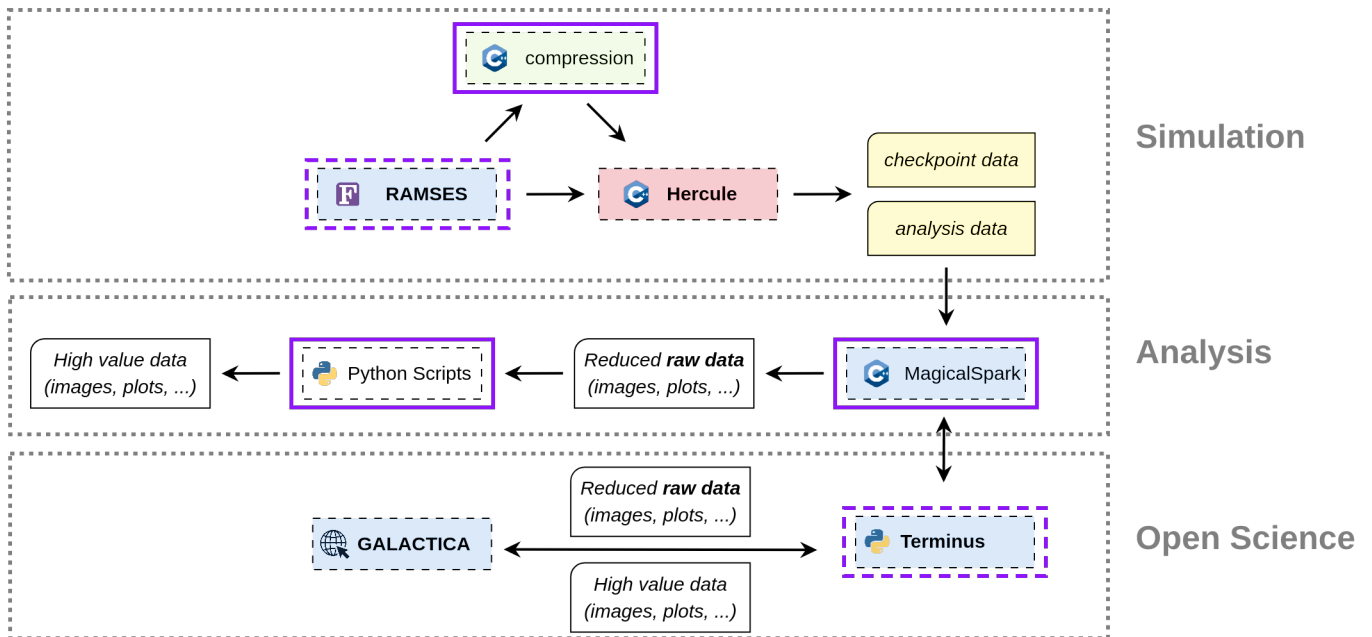 compression
Simulation
checkpoint data
RAMSES
Hercule
analysis data
High value data
(images, plots, ...)
Python Scripts
Reduced raw data
(images, plots, ...)
MagicalSpark
Analysis
Reduced raw data
(images, plots, ...)
GALACTICA
Terminus
Open Science
High value data
(images, plots, ...)